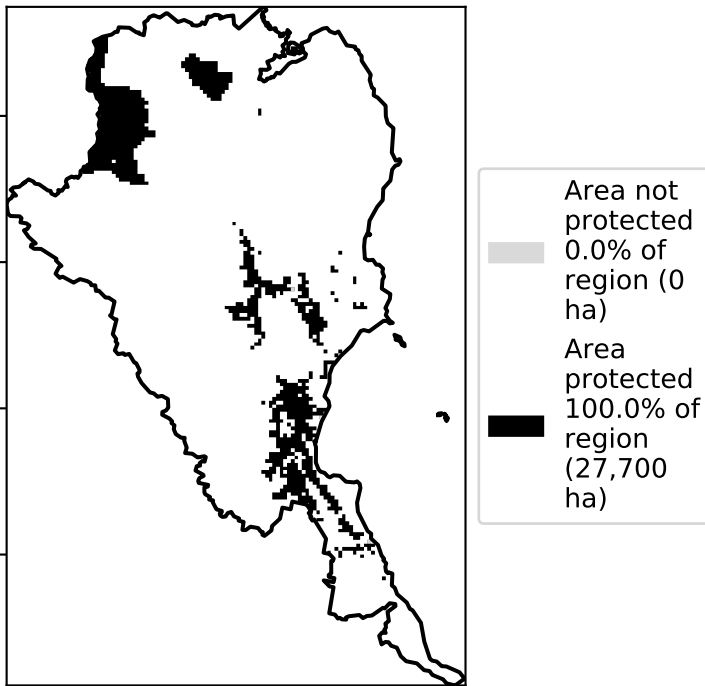 Area not
protected
0.0% of
region (0
ha)
Area
protected
100.0% of
region
(27,700
ha)